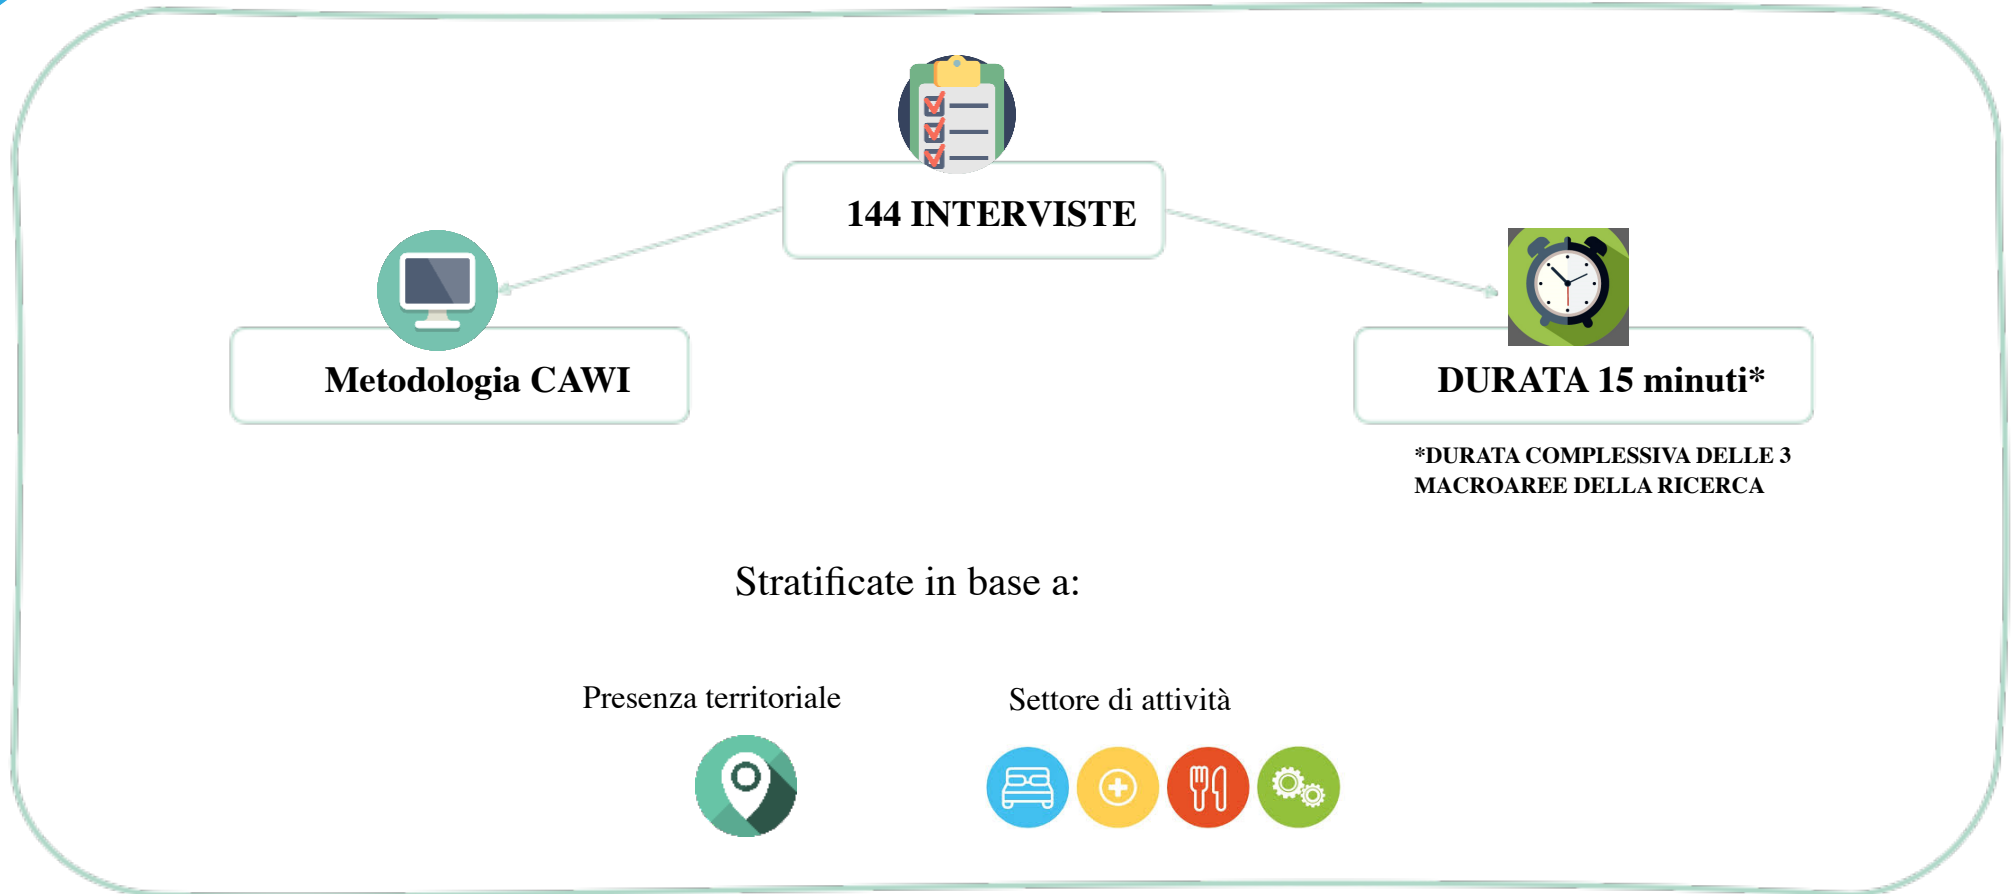 144 INTERVISTE
Metodologia CAWI
DURATA 15 minuti*
*DURATA COMPLESSIVA DELLE 3
MACROAREE DELLA RICERCA
Stratificate in base a:
Presenza territoriale
Settore di attività